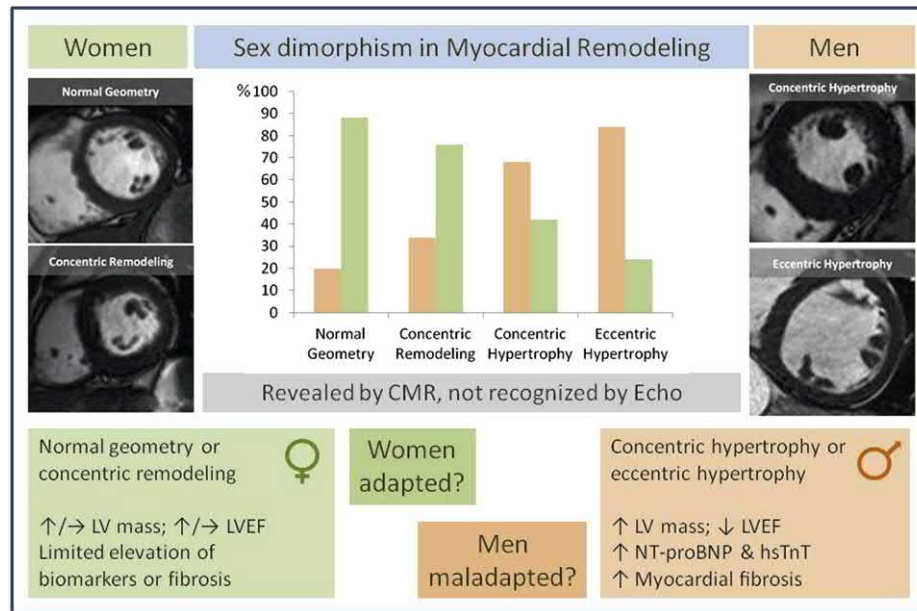 Women
Sex dimorphism in Myocardial Remodeling
Men
Normal Geometry
Concentric Remodeling
%100
90
80
70
60
50
40
30
20
10
0
Normal
Geometry
Concentric
Remodeling
Concentric
Hypertrophy
Eccentric
Hypertrophy
Concentric Hypertrophy
Eccentric Hypertrophy
Revealed by CMR, not recognized by Echo
Normal geometry or
concentric remodeling
♀
↑/→ LV mass; ↑/→ LVEF
Limited elevation of
biomarkers or fibrosis
Women
adapted?
Men
maladapted?
Concentric hypertrophy or
eccentric hypertrophy
♂
↑ LV mass; ↓ LVEF
↑ NT-proBNP & hsTnT
↑ Myocardial fibrosis